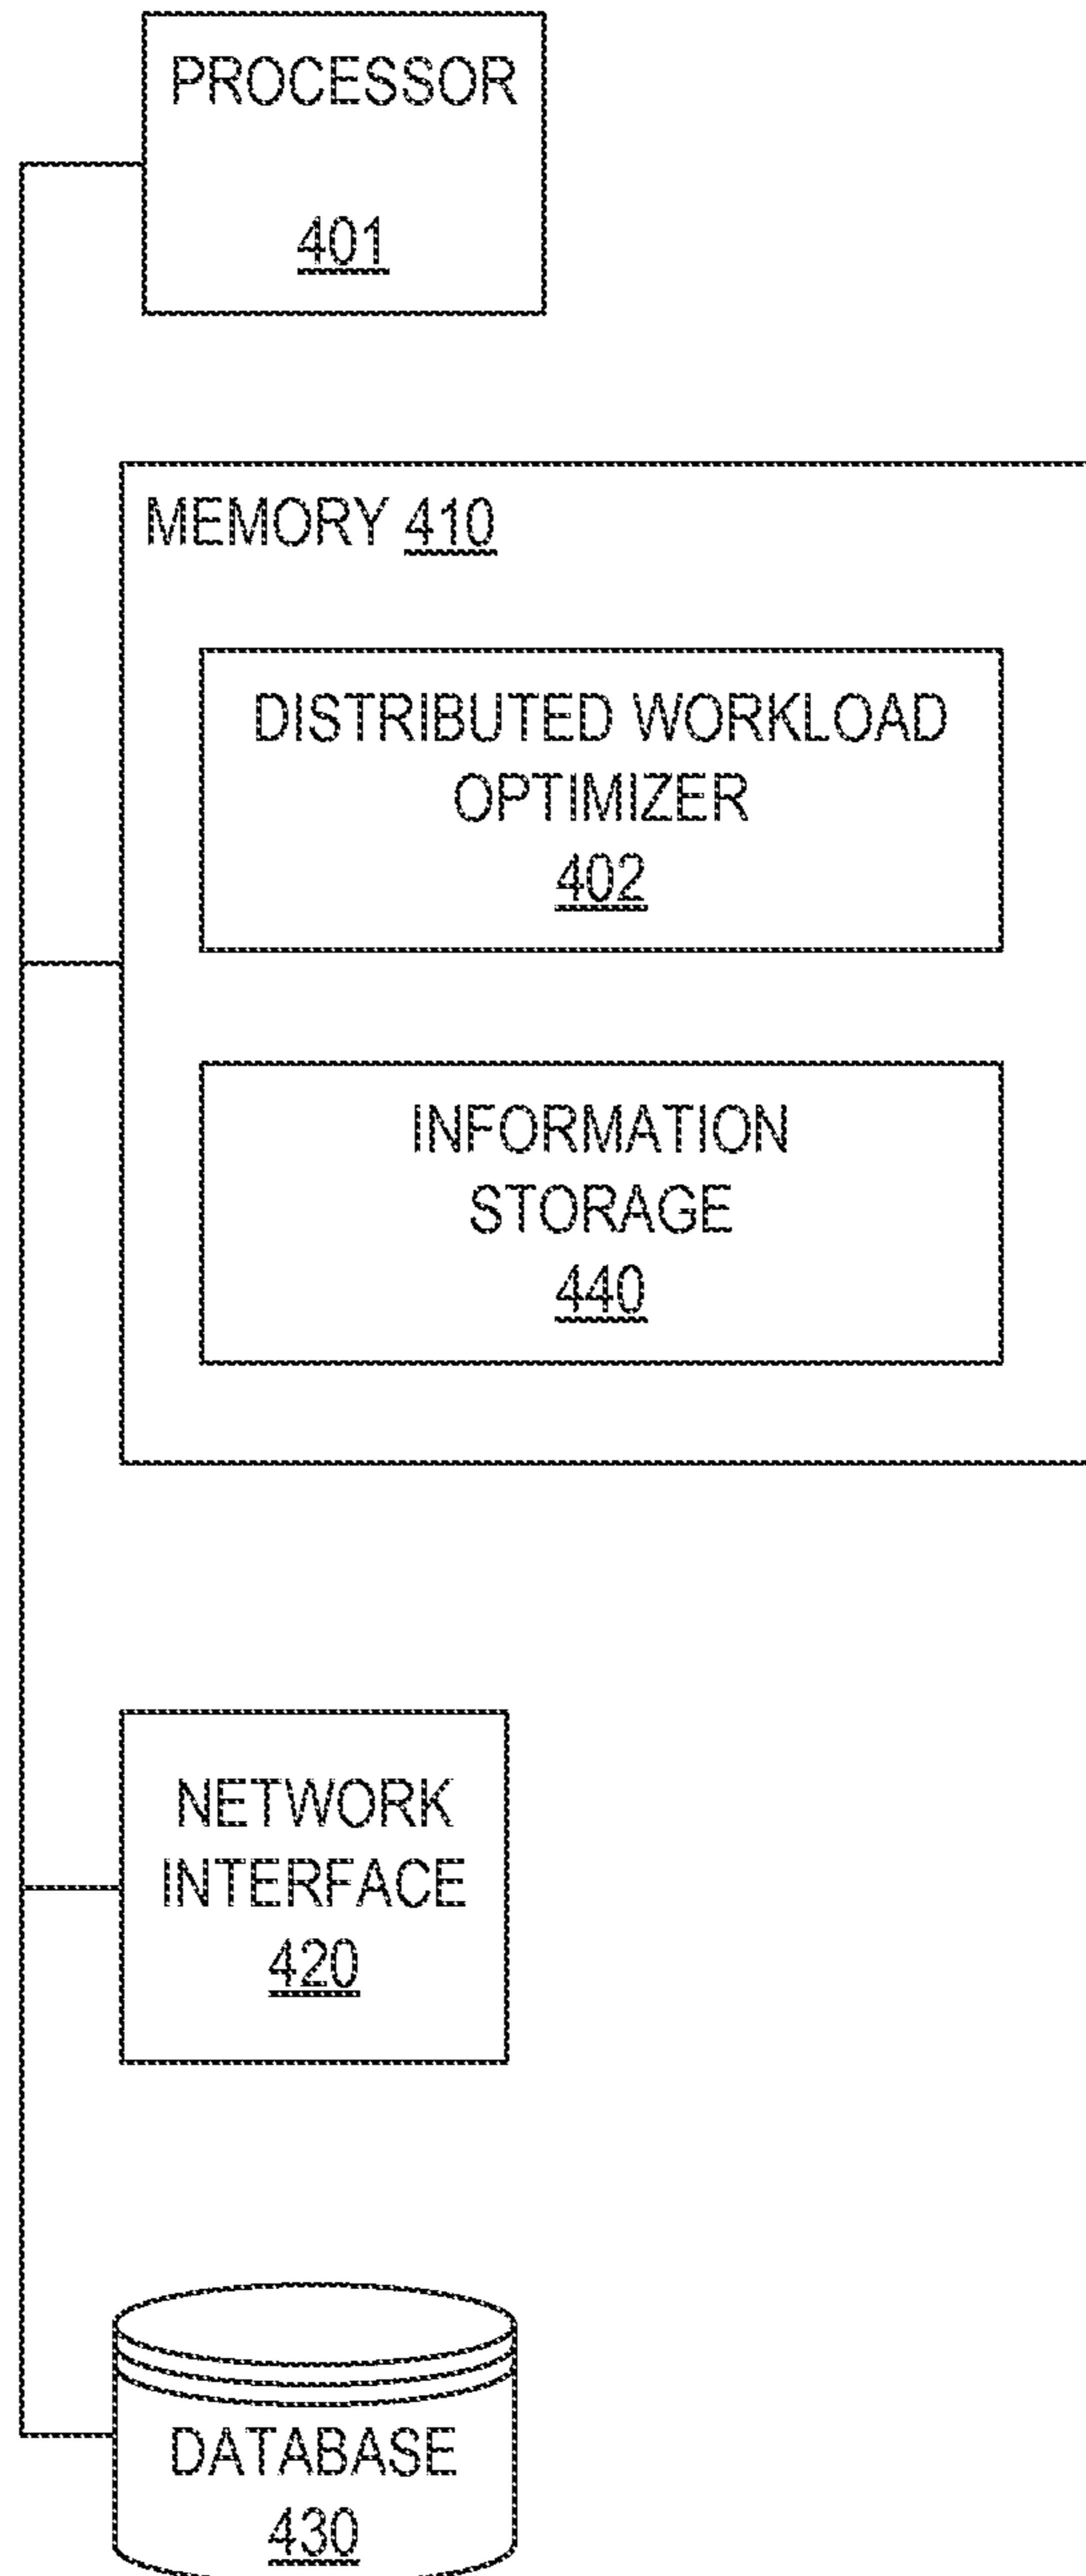 PROCESSOR
401
MEMORY 410
DISTRIBUTED WORKLOAD
OPTIMIZER
402
INFORMATION
STORAGE
440
NETWORK
INTERFACE
420
DATABASE
430